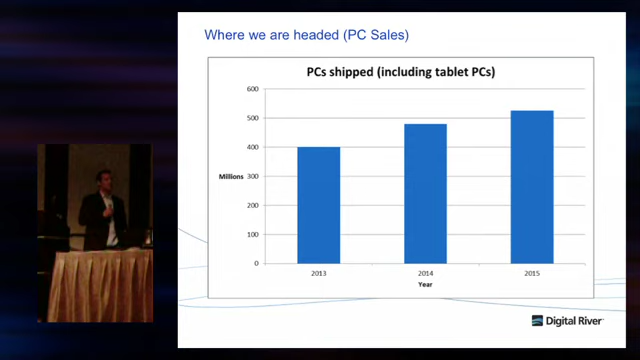 Where we are headed (PC Sales)
PCs shipped (including tablet PCs)
600
500
400
Millions 300
200
100
0
2013 2014 2015
Year
Digital River